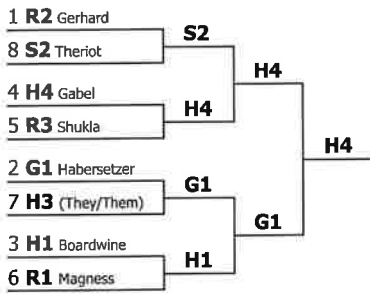 1 R2 Gerhard
S2
8 S2 Theriot
H4
4 H4 Gabel
H4
5 R3 Shukla
H4
2 G1 Habersetzer
G1
7 H3 (They/Them)
G1
3 H1 Boardwine
H1
6 R1 Magness